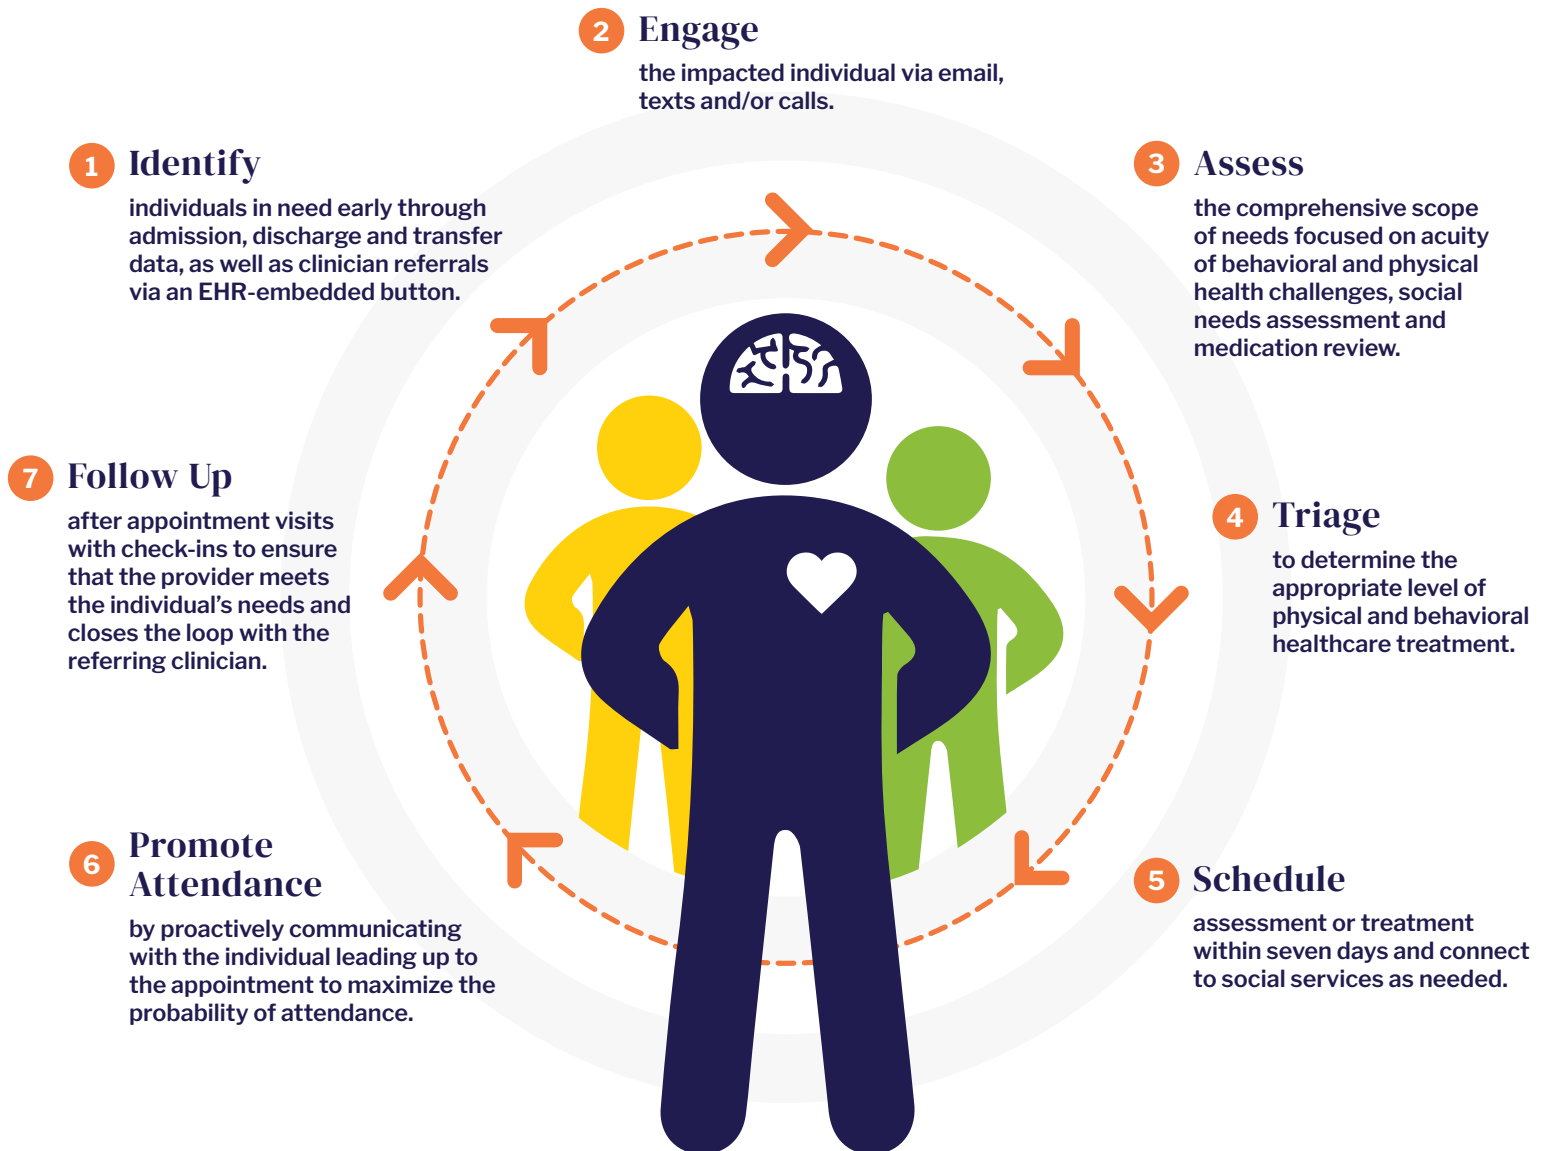 1
Identify
individuals in need early through
admission, discharge and transfer
data, as well as clinician referrals
via an EHR-embedded button.
2
Engage
the impacted individual via email,
texts and/or calls.
3
Assess
the comprehensive scope
of needs focused on acuity
of behavioral and physical
health challenges, social
needs assessment and
medication review.
4
Triage
to determine the
appropriate level of
physical and behavioral
healthcare treatment.
5
Schedule
assessment or treatment
within seven days and connect
to social services as needed.
6
Promote
Attendance
by proactively communicating
with the individual leading up to
the appointment to maximize the
probability of attendance.
7
Follow Up
after appointment visits
with check-ins to ensure
that the provider meets
the individual’s needs and
closes the loop with the
referring clinician.